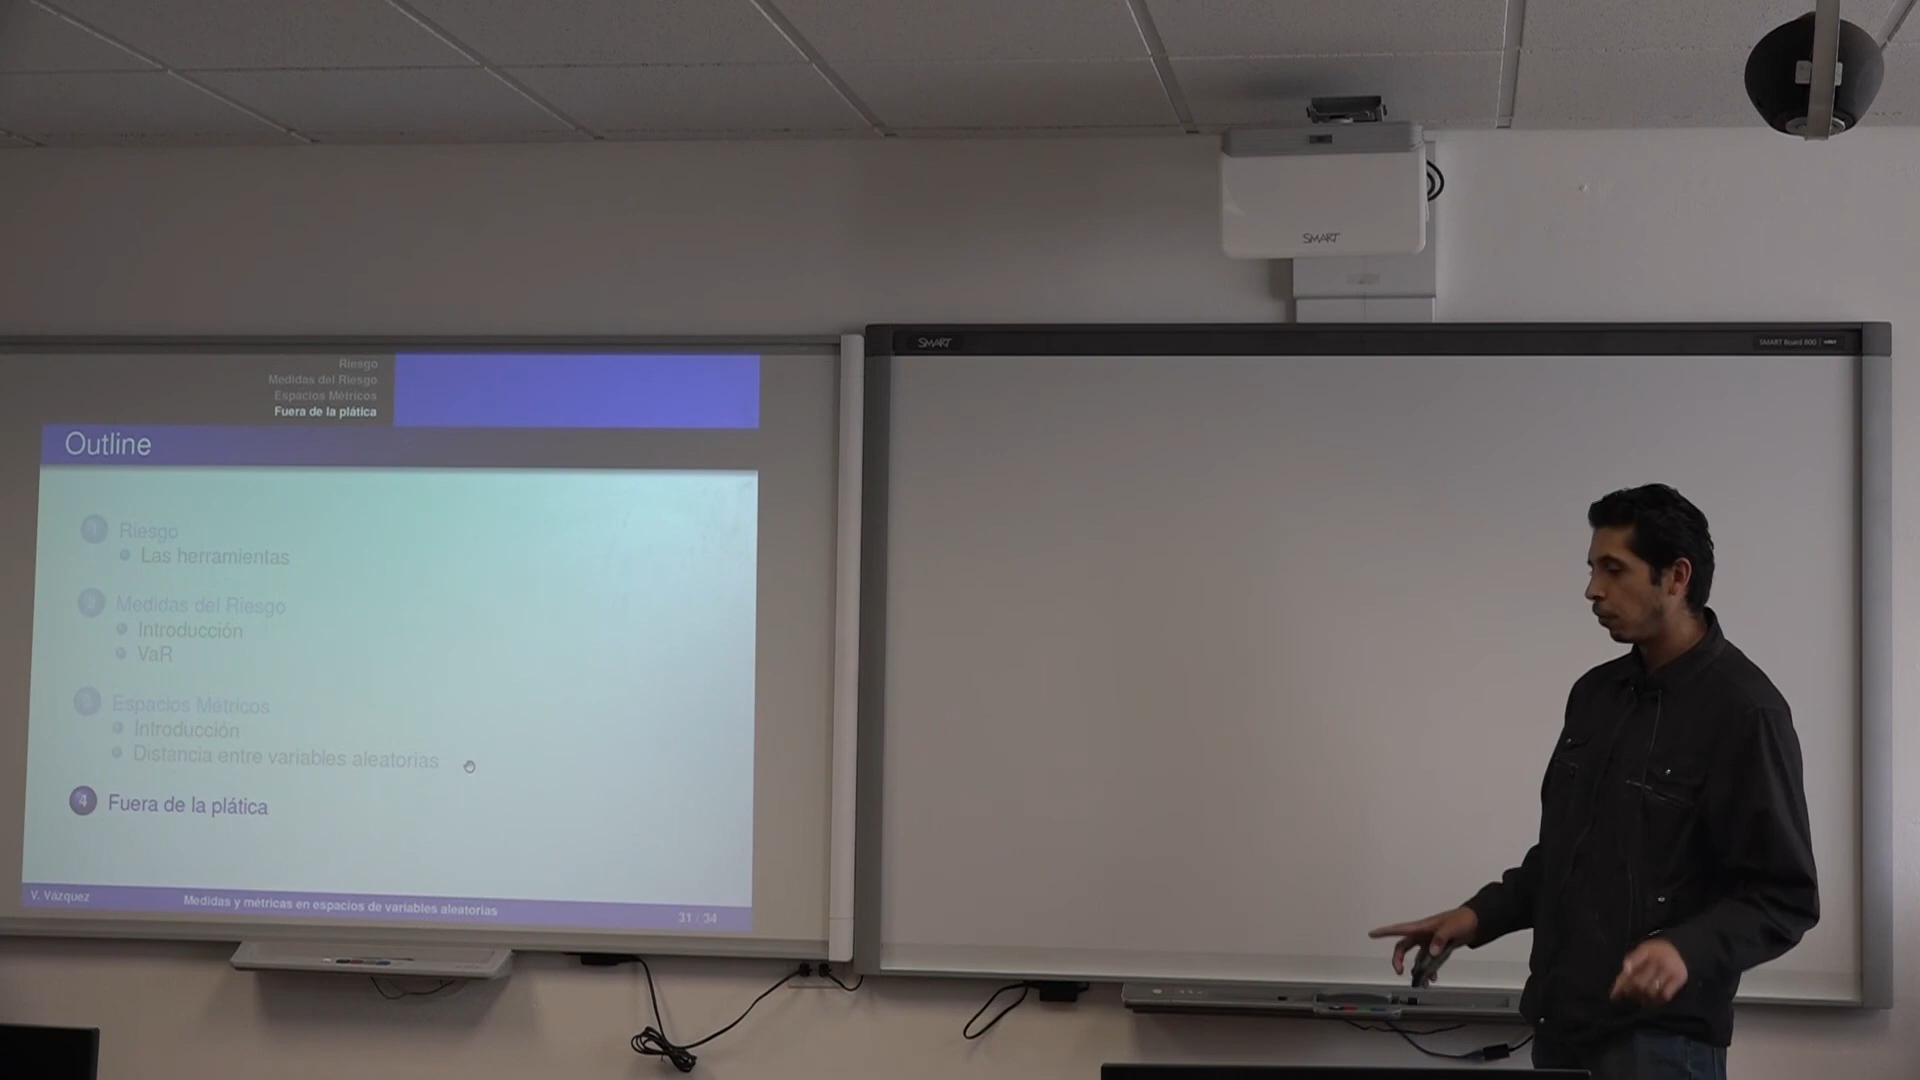 SMART
SMART
SMART Board 800
Riesgo
Medidas del Riesgo
Espacios Métricos
Fuera de la plática
Outline
1 Riesgo
Las herramientas
2 Medidas del Riesgo
Introducción
VaR
3 Espacios Métricos
Introducción
Distancia entre variables aleatorias
4 Fuera de la plática
V. Vázquez
Medidas y métricas en espacios de variables aleatorias
31 / 34